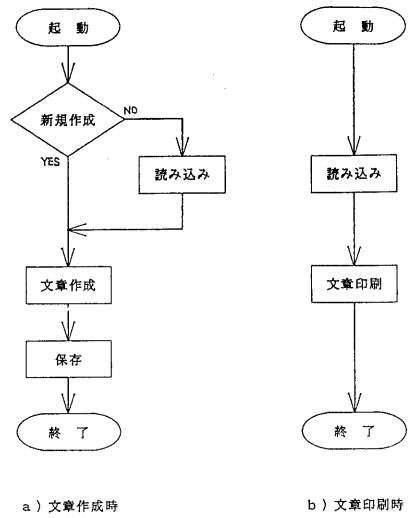 起 動
新規作成
NO
YES
読み込み
文章作成
保存
終 了
a ) 文章作成時
起 動
読み込み
文章印刷
終 了
b ) 文章印刷時